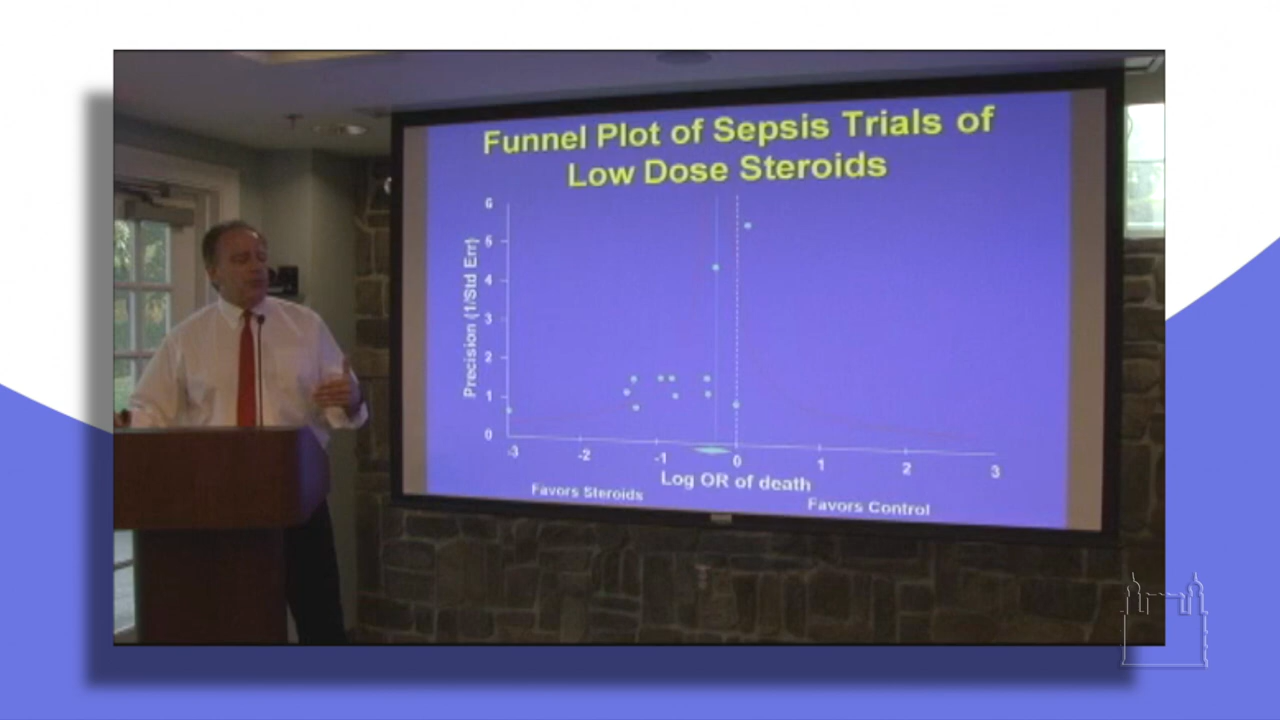 Funnel Plot of Sepsis Trials of
Low Dose Steroids
Precision (1/Std Err)
6
5
4
3
2
1
0
-3 -2 -1 0 1 2 3
Log OR of death
Favors Steroids Favors Control